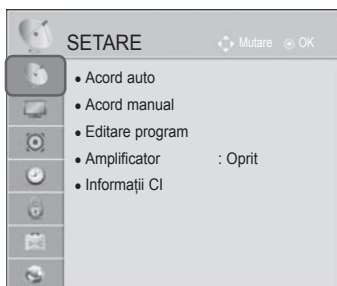 SETARE Mutare OK
• Acord auto
• Acord manual
• Editare program
• Amplificator : Oprit
• Informații CI